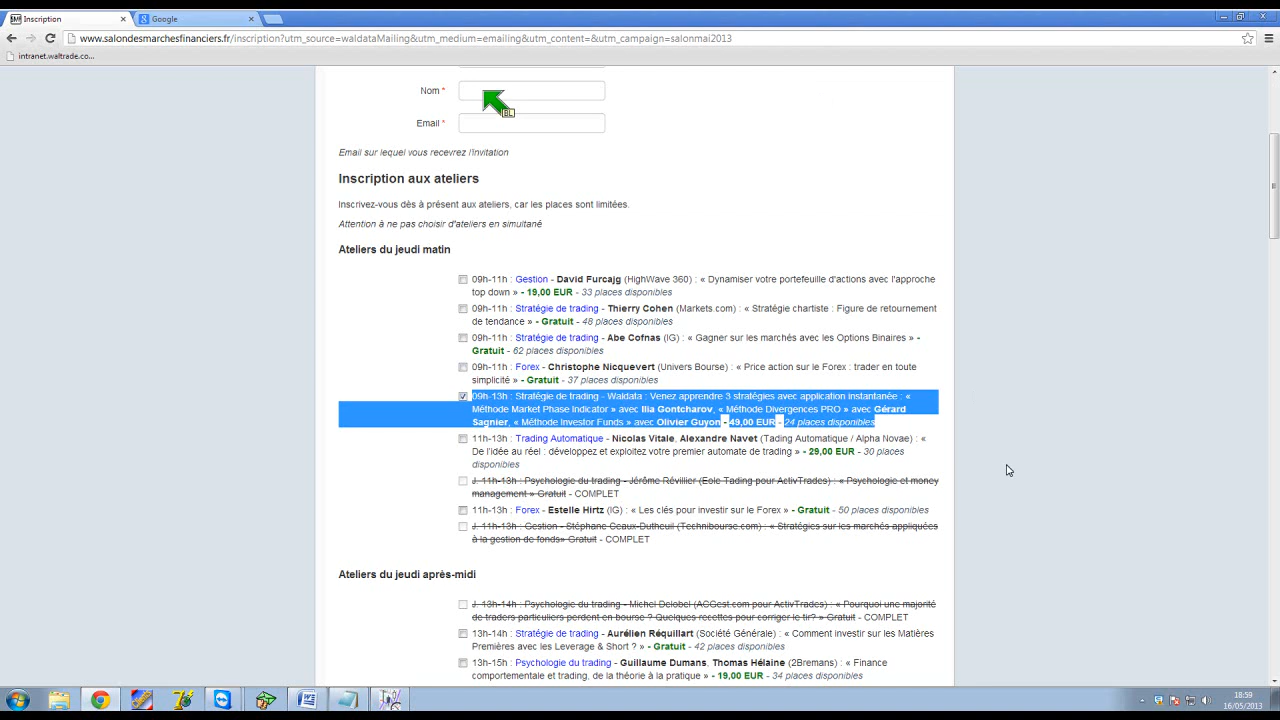 Inscription
Google
www.salondesmarchesfinanciers.fr/inscription?utm_source=waldataMailing&utm_medium=emailing&utm_content=&utm_campaign=salonmai2013
intranet.waltrade.co...
Nom *
BL
Email *
Email sur lequel vous recevrez l'invitation
Inscription aux ateliers
Inscrivez-vous dès à présent aux ateliers, car les places sont limitées.
Attention à ne pas choisir d'ateliers en simultané
Ateliers du jeudi matin
09h-11h : Gestion - David Furcajg (HighWave 360) : « Dynamiser votre portefeuille d'actions avec l'approche
top down » - 19,00 EUR - 33 places disponibles
09h-11h : Stratégie de trading - Thierry Cohen (Markets.com) : « Stratégie chartiste : Figure de retournement
de tendance » - Gratuit - 48 places disponibles
09h-11h : Stratégie de trading - Abe Cofnas (IG) : « Gagner sur les marchés avec les Options Binaires » -
Gratuit - 62 places disponibles
09h-11h : Forex - Christophe Nicquevert (Univers Bourse) : « Price action sur le Forex : trader en toute
simplicité » - Gratuit - 37 places disponibles
09h-13h : Stratégie de trading - Waldata : Venez apprendre 3 stratégies avec application instantanée : «
Méthode Market Phase Indicator » avec Ilia Gontcharov, « Méthode Divergences PRO » avec Gérard
Sagnier, « Méthode Investor Funds » avec Olivier Guyon - 49,00 EUR - 24 places disponibles
11h-13h : Trading Automatique - Nicolas Vitale, Alexandre Navet (Tading Automatique / Alpha Novae) : «
De l'idée au réel : développez et exploitez votre premier automate de trading » - 29,00 EUR - 30 places
disponibles
J. 11h-13h : Psychologie du trading - Jérôme Révillier (Eole Tading pour ActivTrades) : « Psychologie et money
management » Gratuit - COMPLET
11h-13h : Forex - Estelle Hirtz (IG) : « Les clés pour investir sur le Forex » - Gratuit - 50 places disponibles
J. 11h-13h : Gestion - Stéphane Ceaux-Dutheil (Technibourse.com) : « Stratégies sur les marchés appliquées
à la gestion de fonds» Gratuit - COMPLET
Ateliers du jeudi après-midi
J. 13h-14h : Psychologie du trading - Michel Delobel (ACGest.com pour ActivTrades) : « Pourquoi une majorité
de traders particuliers perdent en bourse ? Quelques recettes pour corriger le tir? » Gratuit - COMPLET
13h-14h : Stratégie de trading - Aurélien Réquillart (Société Générale) : « Comment investir sur les Matières
Premières avec les Leverage & Short ? » - Gratuit - 42 places disponibles
13h-15h : Psychologie du trading - Guillaume Dumans, Thomas Hélaine (2Bremans) : « Finance
comportementale et trading, de la théorie à la pratique » - 19,00 EUR - 34 places disponibles
18:59
16/05/2013